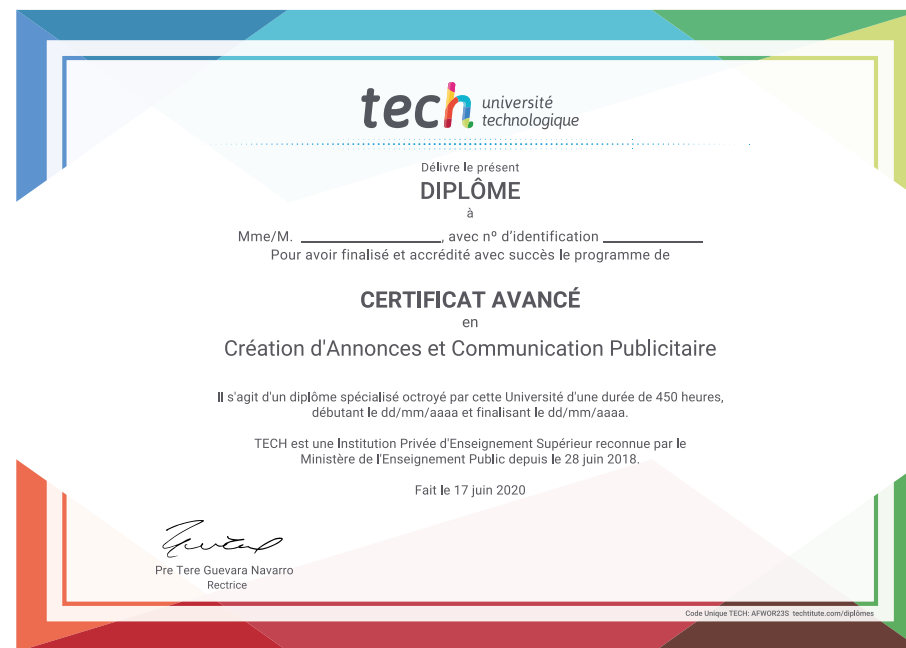 tech université
technologique
Délivre le présent
DIPLÔME
à
Mme/M. ____________________, avec nº d'identification ______________
Pour avoir finalisé et accrédité avec succès le programme de
CERTIFICAT AVANCÉ
en
Création d'Annonces et Communication Publicitaire
Il s'agit d'un diplôme spécialisé octroyé par cette Université d'une durée de 450 heures,
débutant le dd/mm/aaaa et finalisant le dd/mm/aaaa.
TECH est une Institution Privée d'Enseignement Supérieur reconnue par le
Ministère de l'Enseignement Public depuis le 28 juin 2018.
Fait le 17 juin 2020
Pre Tere Guevara Navarro
Rectrice
Code Unique TECH: AFWOR23S techtitute.com/diplômes